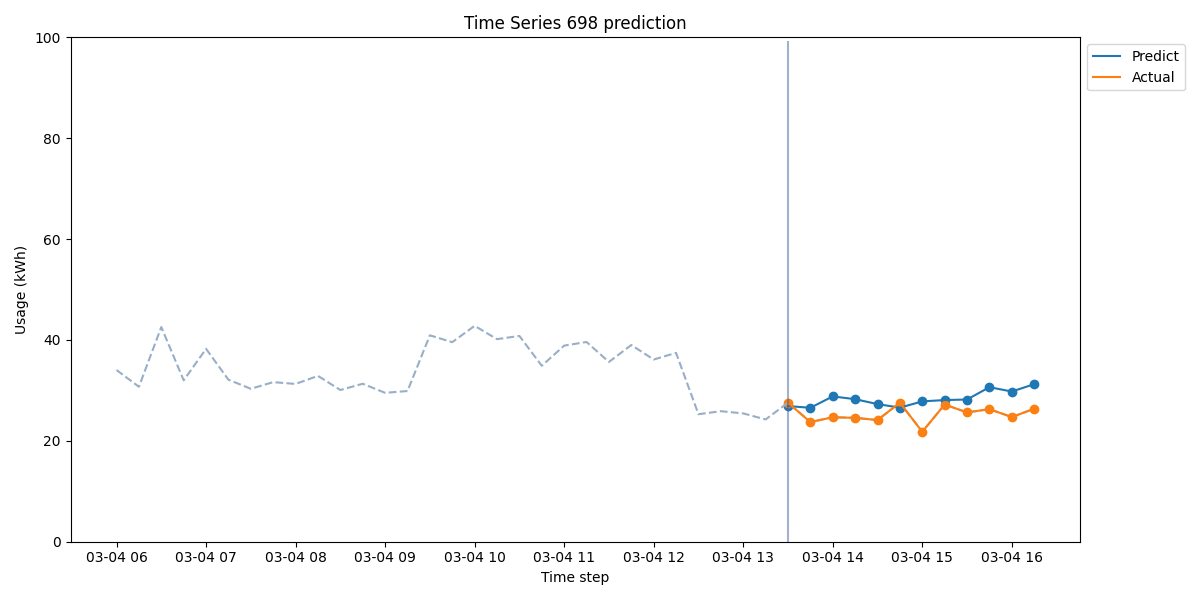 Time Series 698 prediction
Usage (kWh)
100
80
60
40
20
0
03-04 06 03-04 07 03-04 08 03-04 09 03-04 10 03-04 11 03-04 12 03-04 13 03-04 14 03-04 15 03-04 16
Time step
Predict
Actual